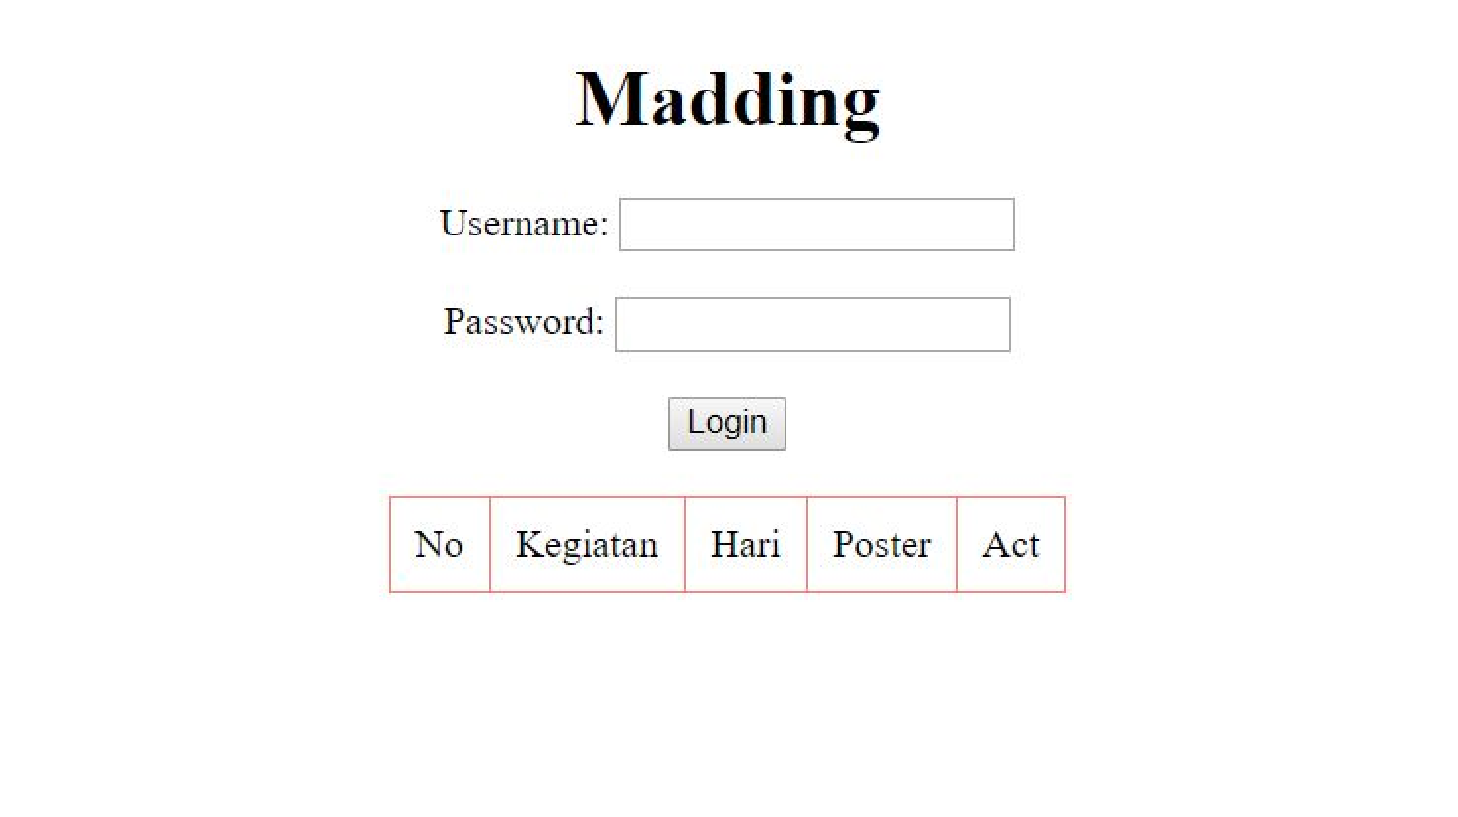 Madding
Username:
Password:
Login
No Kegiatan Hari Poster Act